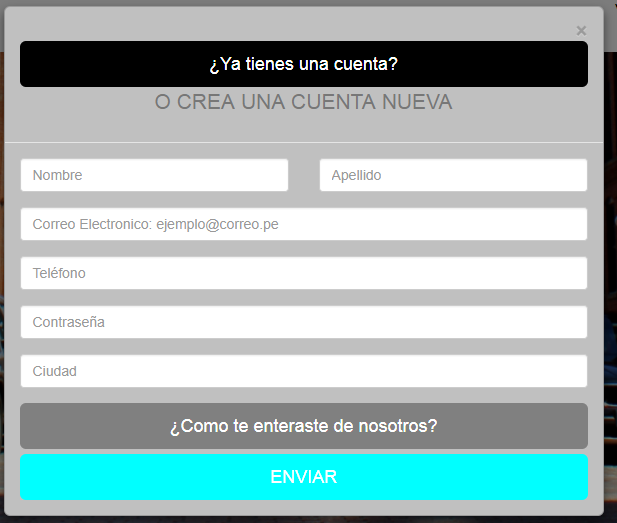 ×
¿Ya tienes una cuenta?
O CREA UNA CUENTA NUEVA
Nombre Apellido
Correo Electronico: ejemplo@correo.pe
Teléfono
Contraseña
Ciudad
¿Como te enteraste de nosotros?
ENVIAR